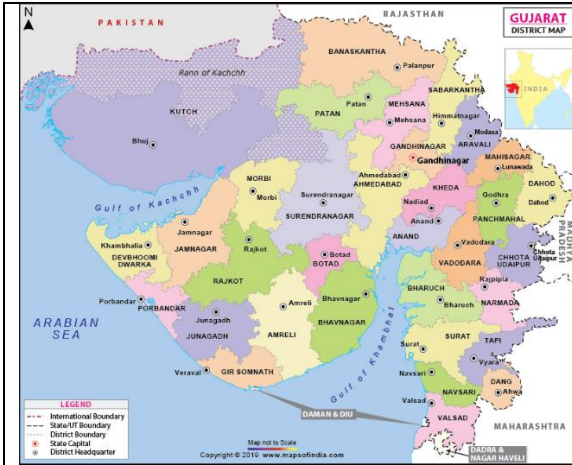 N
PAKISTAN
RAJASTHAN
GUJARAT
DISTRICT MAP
INDIA
BANASKANTHA
Palanpur
Rann of Kachchh
SABARKANTHA
Patan
MEHSANA
Mehsana
Himmatnagar
KUTCH
PATAN
Modasa
ARAVALI
GANDHINAGAR
Gandhinagar
Bhuj
MAHISAGAR
Lunawada
MORBI
Morbi
Ahmedabad
AHMEDABAD
KHEDA
Godhra
DAHOD
Dahod
Gulf of Kachchh
Surendranagar
SURENDRANAGAR
Nadiad
PANCHMAHAL
MADHYA PRADESH
Jamnagar
Anand
ANAND
Khambhalia
JAMNAGAR
Rajkot
Vadodara
VADODARA
Chhota Udaipur
CHHOTA UDAIPUR
DEVBHOOMI DWARKA
Botad
BOTAD
RAJKOT
Rajpipla
BHARUCH
Bharuch
NARMADA
Porbandar
PORBANDAR
Bhavnagar
Amreli
ARABIAN SEA
Junagadh
JUNAGADH
AMRELI
BHAVNAGAR
Surat
SURAT
TAPI
Vyara
Gulf of Khambhat
Veraval
GIR SOMNATH
Navsari
NAVSARI
DANG
Ahwa
Valsad
VALSAD
DAMAN & DIU
MAHARASHTRA
DADRA & NAGAR HAVELI
LEGEND
International Boundary
State/UT Boundary
District Boundary
State Capital
District Headquarter
Map not to Scale
Copyright © 2019 www.mapsofindia.com